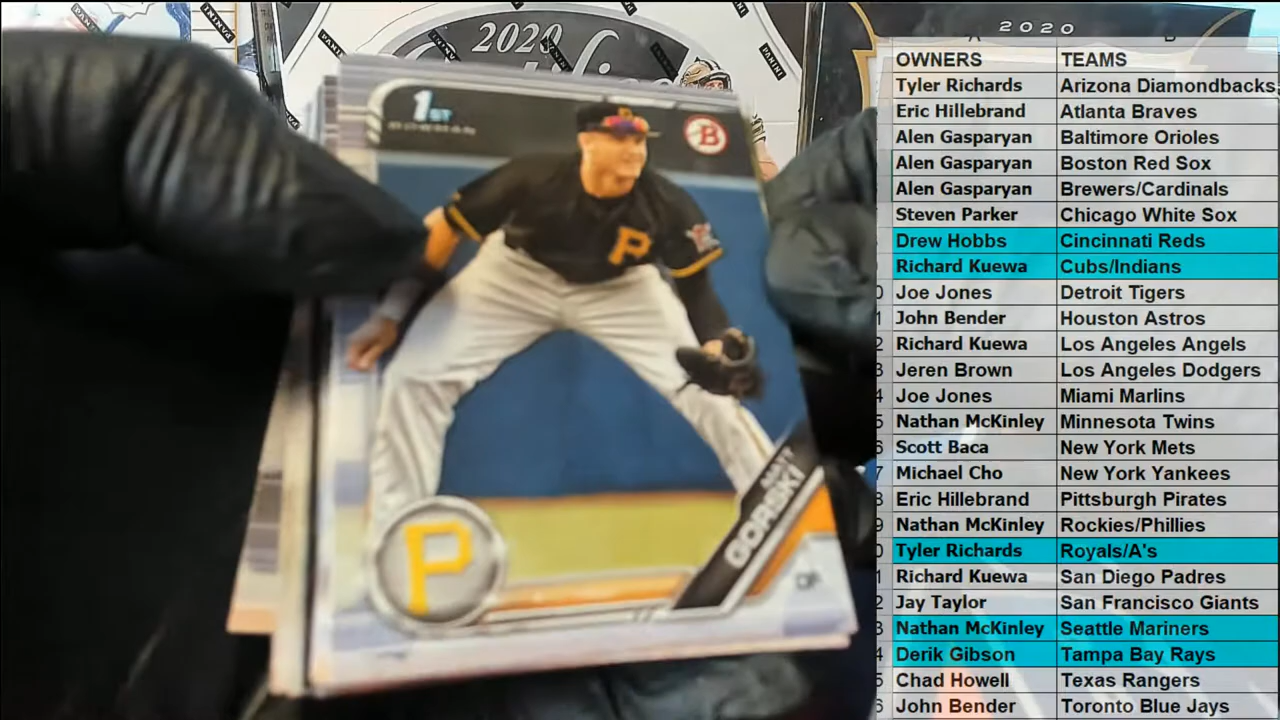 2020
PANINI
PANINI
PANINI
PANINI
PANINI
1ST
BOWMAN
B
P
P
MATT
GORSKI
OF
2020
OWNERS TEAMS
Tyler Richards Arizona Diamondbacks
Eric Hillebrand Atlanta Braves
Alen Gasparyan Baltimore Orioles
Alen Gasparyan Boston Red Sox
Alen Gasparyan Brewers/Cardinals
Steven Parker Chicago White Sox
Drew Hobbs Cincinnati Reds
Richard Kuewa Cubs/Indians
Joe Jones Detroit Tigers
John Bender Houston Astros
Richard Kuewa Los Angeles Angels
Jeren Brown Los Angeles Dodgers
Joe Jones Miami Marlins
Nathan McKinley Minnesota Twins
Scott Baca New York Mets
Michael Cho New York Yankees
Eric Hillebrand Pittsburgh Pirates
Nathan McKinley Rockies/Phillies
Tyler Richards Royals/A's
Richard Kuewa San Diego Padres
Jay Taylor San Francisco Giants
Nathan McKinley Seattle Mariners
Derik Gibson Tampa Bay Rays
Chad Howell Texas Rangers
John Bender Toronto Blue Jays